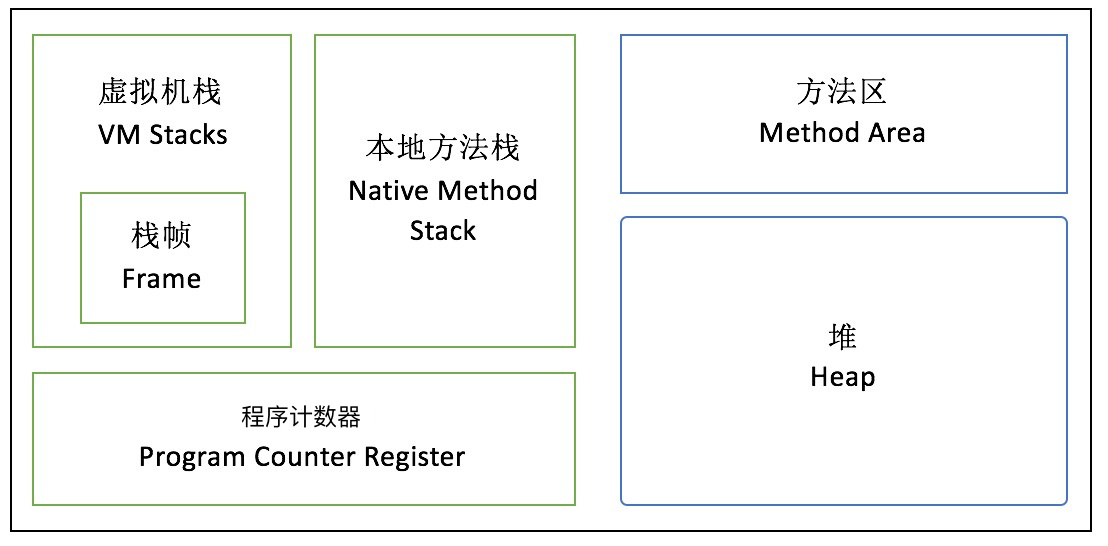 虚拟机栈
VM Stacks
栈帧
Frame
本地方法栈
Native Method
Stack
程序计数器
Program Counter Register
方法区
Method Area
堆
Heap